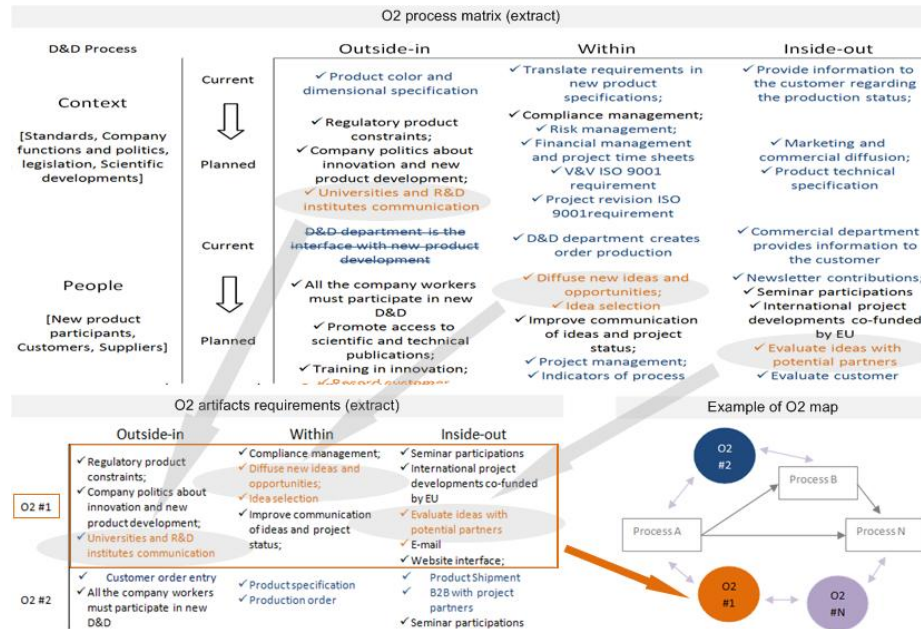 O2 process matrix (extract)
D&D Process
Outside-in
Within
Inside-out
Context
[Standards, Company
functions and politics,
legislation, Scientific
developments]
Current
✓ Product color and
dimensional specification
✓ Translate requirements in
new product
specifications;
✓ Provide information to
the customer regarding
the production status;
Planned
✓ Regulatory product
constraints;
✓ Company politics about
innovation and new
product development;
✓ Universities and R&D
institutes communication
✓ Compliance management;
✓ Risk management;
✓ Financial management
and project time sheets
✓ V&V ISO 9001
requirement
✓ Project revision ISO
9001requirement
✓ Marketing and
commercial diffusion;
✓ Product technical
specification
People
[New product
participants,
Customers, Suppliers]
Current
D&D department is the
interface with new product
development
✓ D&D department creates
order production
✓ Commercial department
provides information to
the customer
Planned
✓ All the company workers
must participate in new
D&D
✓ Promote access to
scientific and technical
publications;
✓ Training in innovation;
✓ Record customer
✓ Diffuse new ideas and
opportunities;
✓ Idea selection
✓ Improve communication
of ideas and project
status;
✓ Project management;
✓ Indicators of process
✓ Newsletter contributions;
✓ Seminar participations
✓ International project
developments co-funded
by EU
✓ Evaluate ideas with
potential partners
✓ Evaluate customer
O2 artifacts requirements (extract)
Outside-in
Within
Inside-out
O2 #1
✓ Regulatory product
constraints;
✓ Company politics about
innovation and new
product development;
✓ Universities and R&D
institutes communication
✓ Compliance management;
✓ Diffuse new ideas and
opportunities;
✓ Idea selection
✓ Improve communication
of ideas and project
status;
✓ Seminar participations
✓ International project
developments co-funded
by EU
✓ Evaluate ideas with
potential partners
✓ E-mail
✓ Website interface;
O2 #2
✓ Customer order entry
✓ All the company workers
must participate in new
D&D
✓ Product specification
✓ Production order
✓ Product Shipment
✓ B2B with project
partners
✓ Seminar participations
Example of O2 map
O2
#2
Process B
Process A
Process N
O2
#1
O2
#N